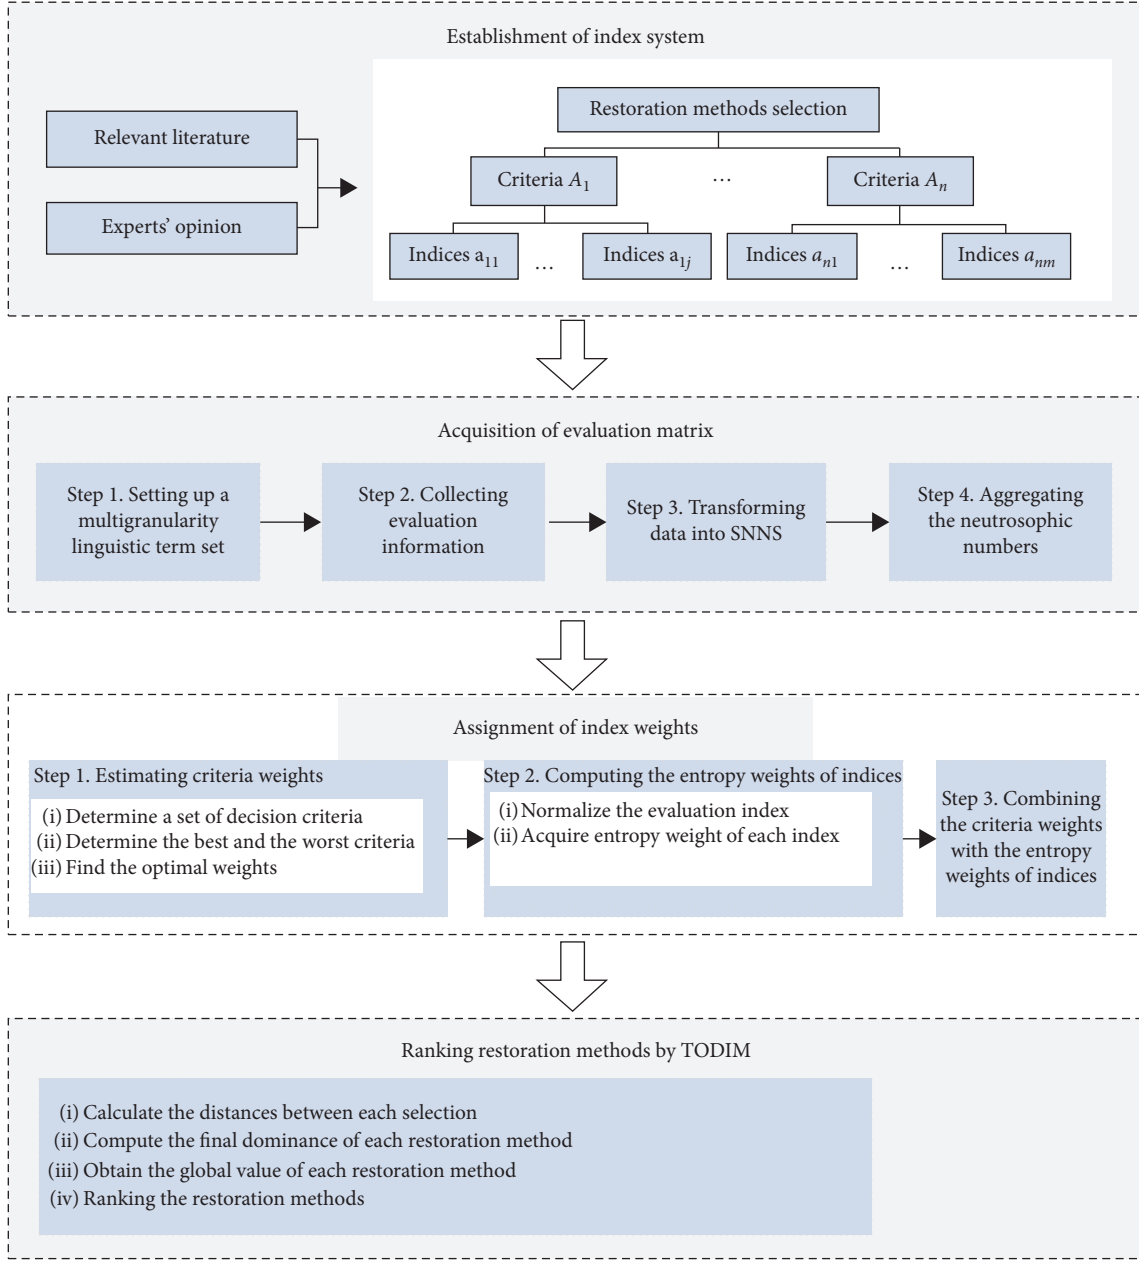 Establishment of index system
Relevant literature
Experts' opinion
Restoration methods selection
Criteria A1
...
Criteria An
Indices a11
...
Indices a1j
Indices an1
...
Indices anm
Acquisition of evaluation matrix
Step 1. Setting up a
multigranularity
linguistic term set
Step 2. Collecting
evaluation
information
Step 3. Transforming
data into SNNS
Step 4. Aggregating
the neutrosophic
numbers
Assignment of index weights
Step 1. Estimating criteria weights
(i) Determine a set of decision criteria
(ii) Determine the best and the worst criteria
(iii) Find the optimal weights
Step 2. Computing the entropy weights of indices
(i) Normalize the evaluation index
(ii) Acquire entropy weight of each index
Step 3. Combining
the criteria weights
with the entropy
weights of indices
Ranking restoration methods by TODIM
(i) Calculate the distances between each selection
(ii) Compute the final dominance of each restoration method
(iii) Obtain the global value of each restoration method
(iv) Ranking the restoration methods